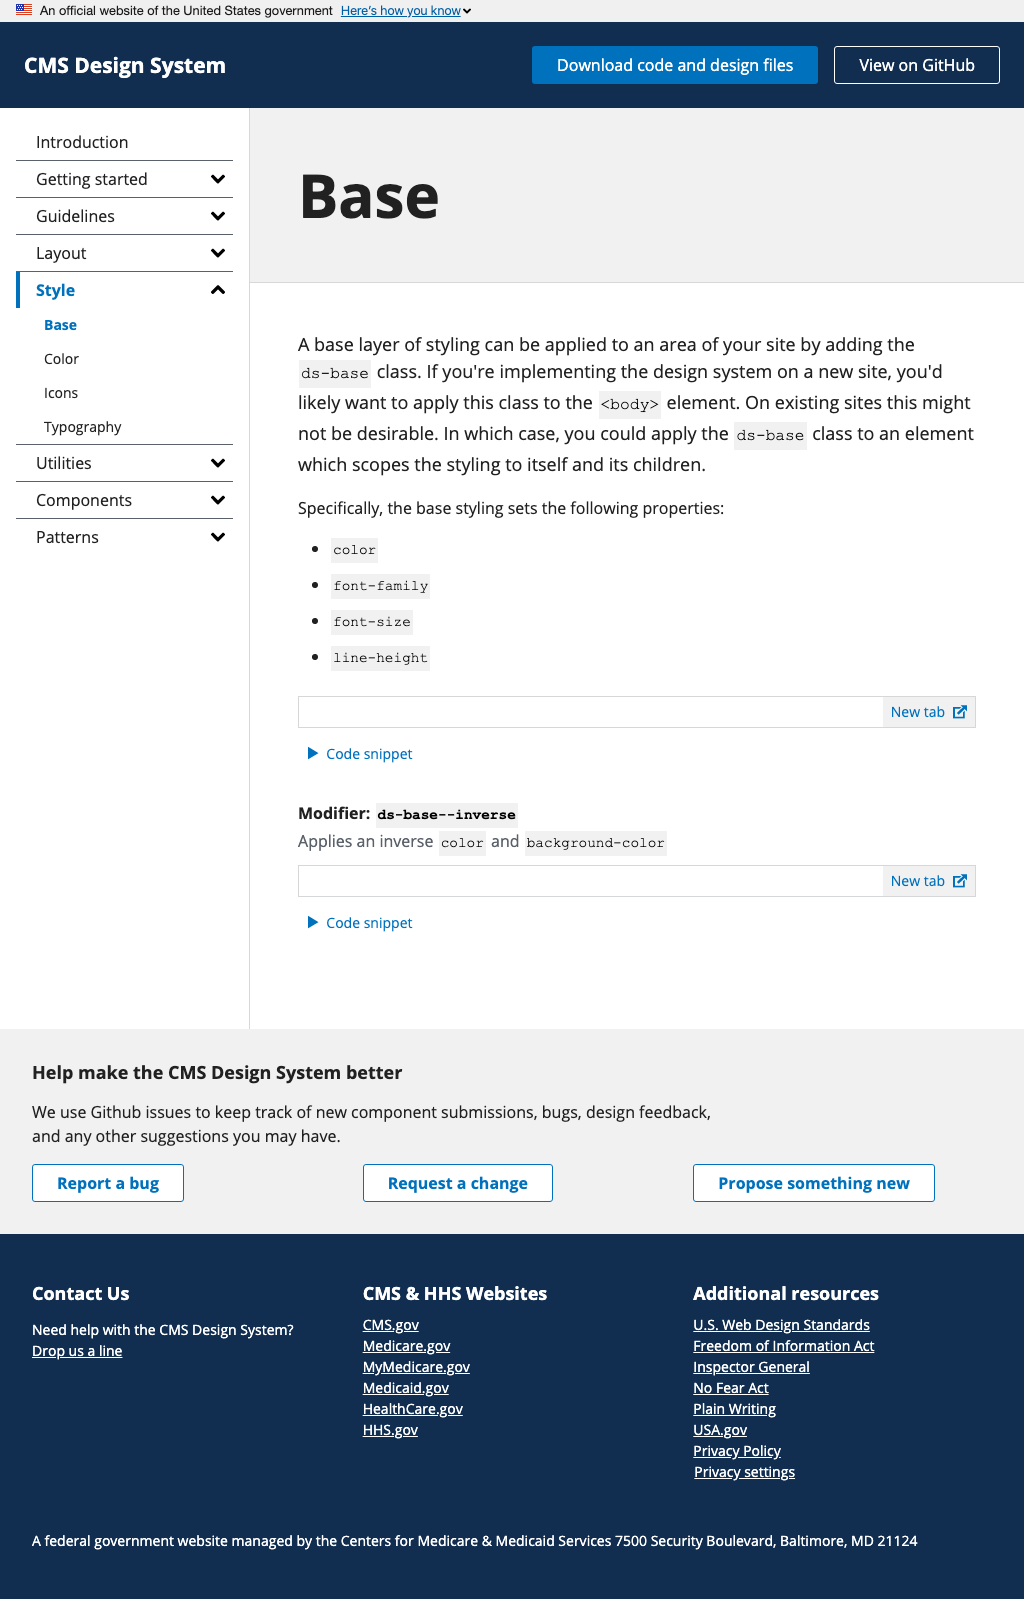 An official website of the United States government Here's how you know
CMS Design System
Download code and design files
View on GitHub
Introduction
Getting started
Guidelines
Layout
Style
Base
Color
Icons
Typography
Utilities
Components
Patterns
Base
A base layer of styling can be applied to an area of your site by adding the
ds-base class. If you're implementing the design system on a new site, you'd
likely want to apply this class to the <body> element. On existing sites this might
not be desirable. In which case, you could apply the ds-base class to an element
which scopes the styling to itself and its children.
Specifically, the base styling sets the following properties:
color
font-family
font-size
line-height
New tab
Code snippet
Modifier: ds-base--inverse
Applies an inverse color and background-color
New tab
Code snippet
Help make the CMS Design System better
We use Github issues to keep track of new component submissions, bugs, design feedback,
and any other suggestions you may have.
Report a bug
Request a change
Propose something new
Contact Us
Need help with the CMS Design System?
Drop us a line
CMS & HHS Websites
CMS.gov
Medicare.gov
MyMedicare.gov
Medicaid.gov
HealthCare.gov
HHS.gov
Additional resources
U.S. Web Design Standards
Freedom of Information Act
Inspector General
No Fear Act
Plain Writing
USA.gov
Privacy Policy
Privacy settings
A federal government website managed by the Centers for Medicare & Medicaid Services 7500 Security Boulevard, Baltimore, MD 21124